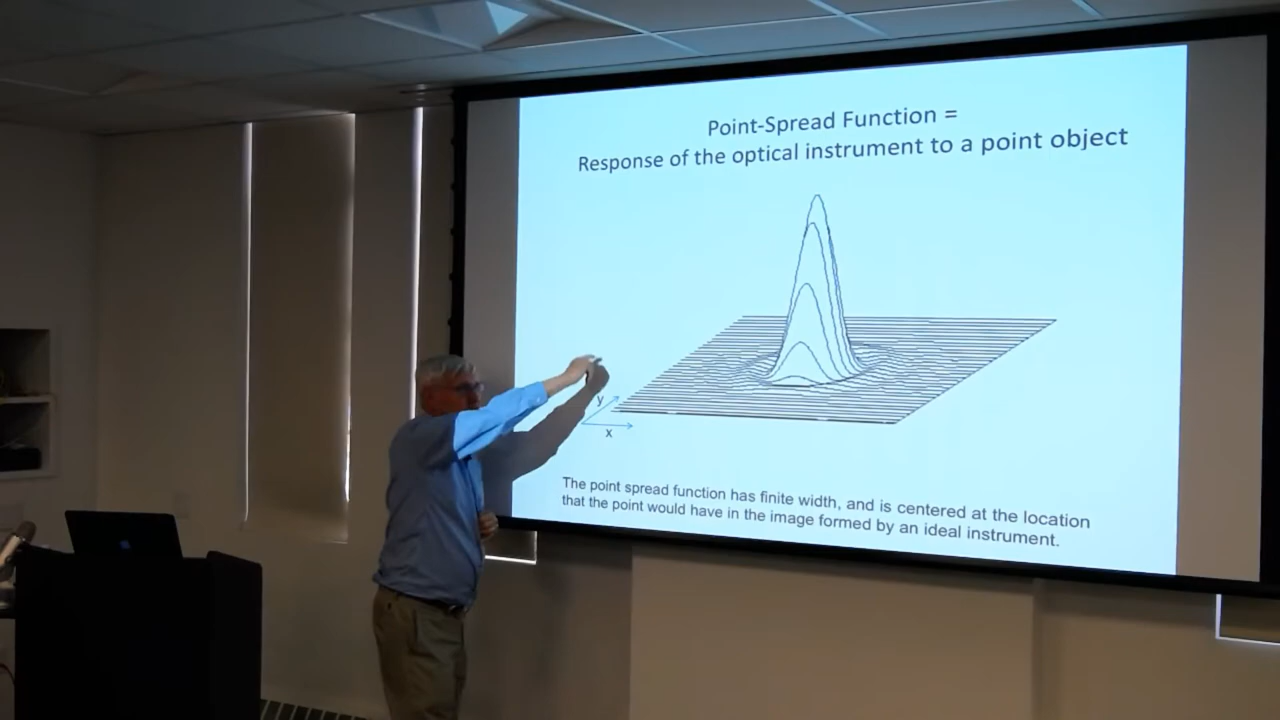 Point-Spread Function =
Response of the optical instrument to a point object
y
x
The point spread function has finite width, and is centered at the location
that the point would have in the image formed by an ideal instrument.